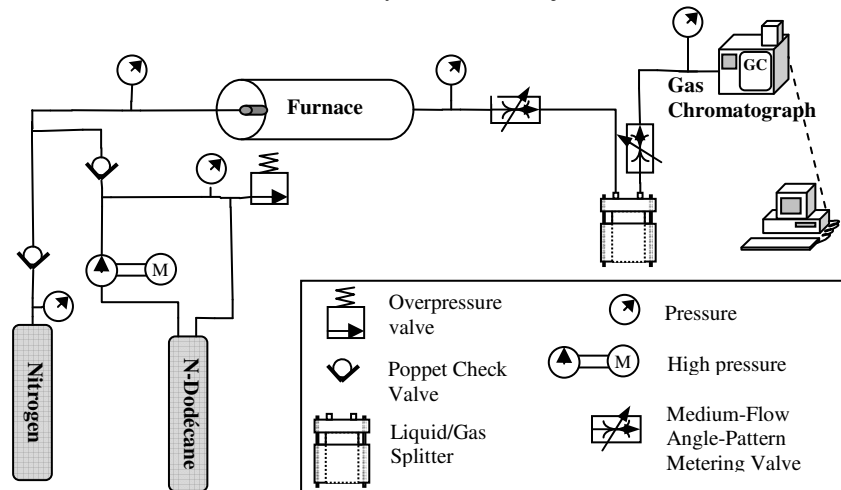 GC
Gas
Chromatograph
Furnace
M
Nitrogen
N-Dodécane
Overpressure
valve
Poppet Check
Valve
Liquid/Gas
Splitter
Pressure
M
High pressure
Medium-Flow
Angle-Pattern
Metering Valve